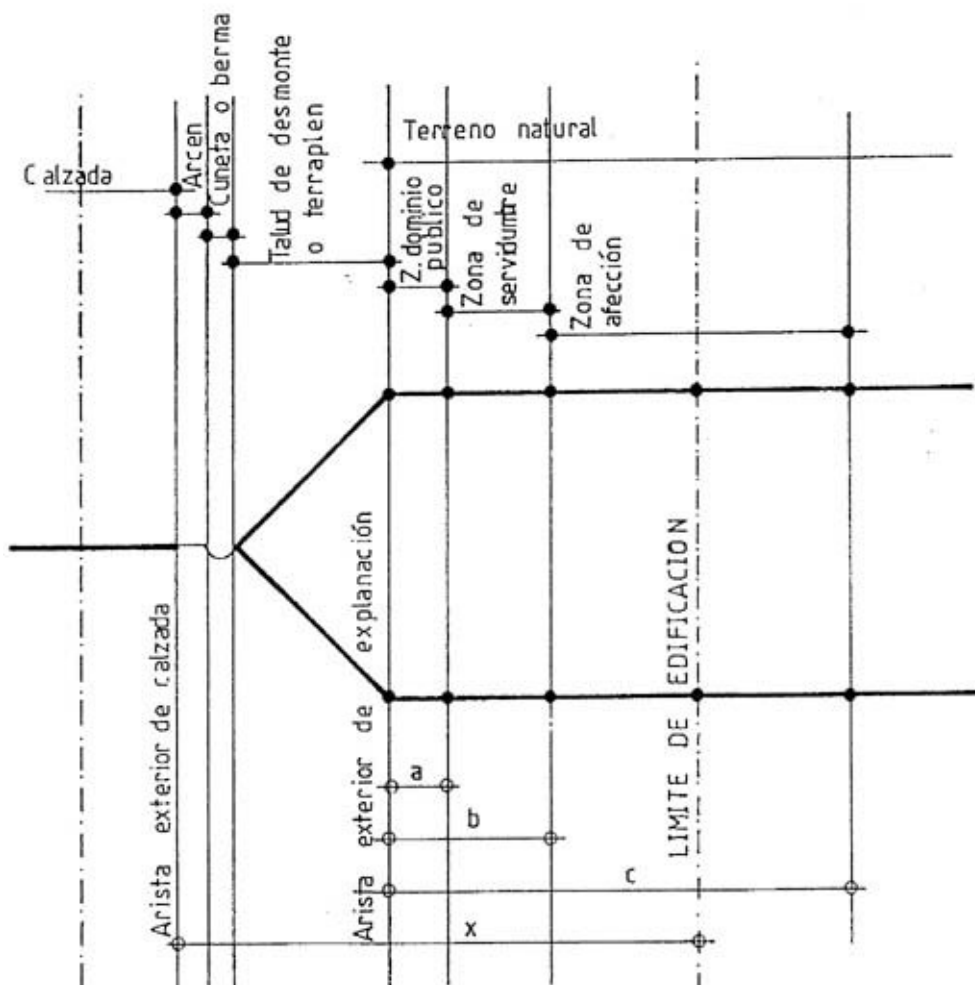 Calzada
Arcen
Cuneta o berma
Talud de desmonte
o terraplen
Terreno natural
Z. dominio
publico
Zona de
servidumbre
Zona de
afección
Arista exterior de calzada
Arista exterior de explanación
LIMITE DE EDIFICACION
a
b
c
x